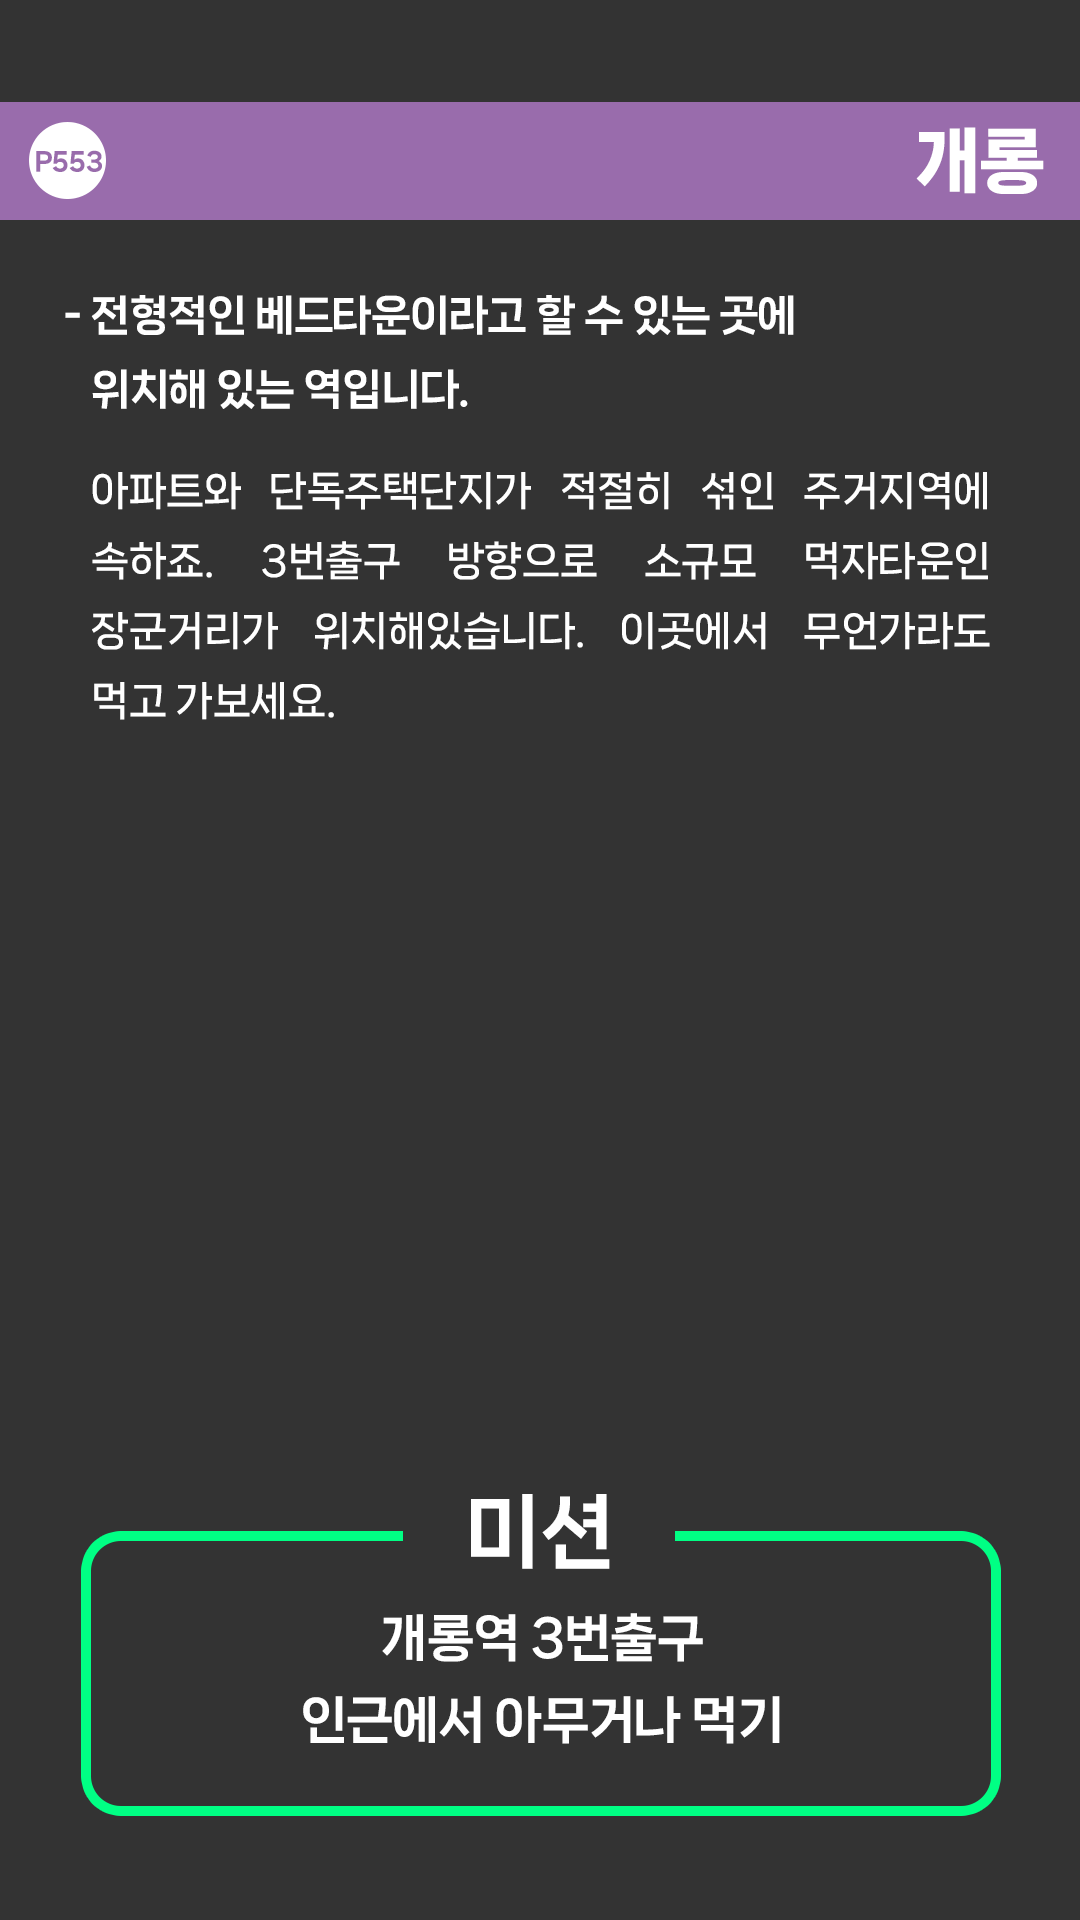 P553
개롱
- 전형적인 베드타운이라고 할 수 있는 곳에
위치해 있는 역입니다.
아파트와 단독주택단지가 적절히 섞인 주거지역에
속하죠. 3번출구 방향으로 소규모 먹자타운인
장군거리가 위치해있습니다. 이곳에서 무언가라도
먹고 가보세요.
미션
개롱역 3번출구
인근에서 아무거나 먹기